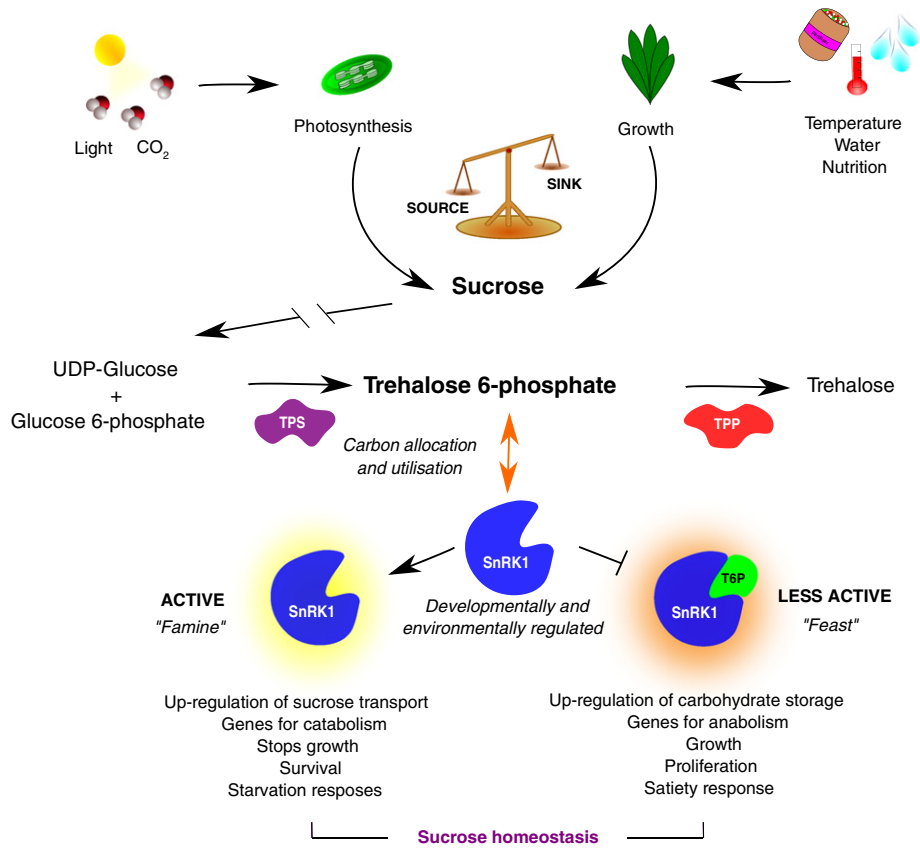 Light
CO2
Photosynthesis
Growth
Temperature
Water
Nutrition
SOURCE
SINK
Sucrose
UDP-Glucose
+
Glucose 6-phosphate
TPS
Trehalose 6-phosphate
TPP
Trehalose
Carbon allocation
and utilisation
SnRK1
ACTIVE
"Famine"
SnRK1
Developmentally and
environmentally regulated
T6P
SnRK1
LESS ACTIVE
"Feast"
Up-regulation of sucrose transport
Genes for catabolism
Stops growth
Survival
Starvation resposes
Up-regulation of carbohydrate storage
Genes for anabolism
Growth
Proliferation
Satiety response
Sucrose homeostasis